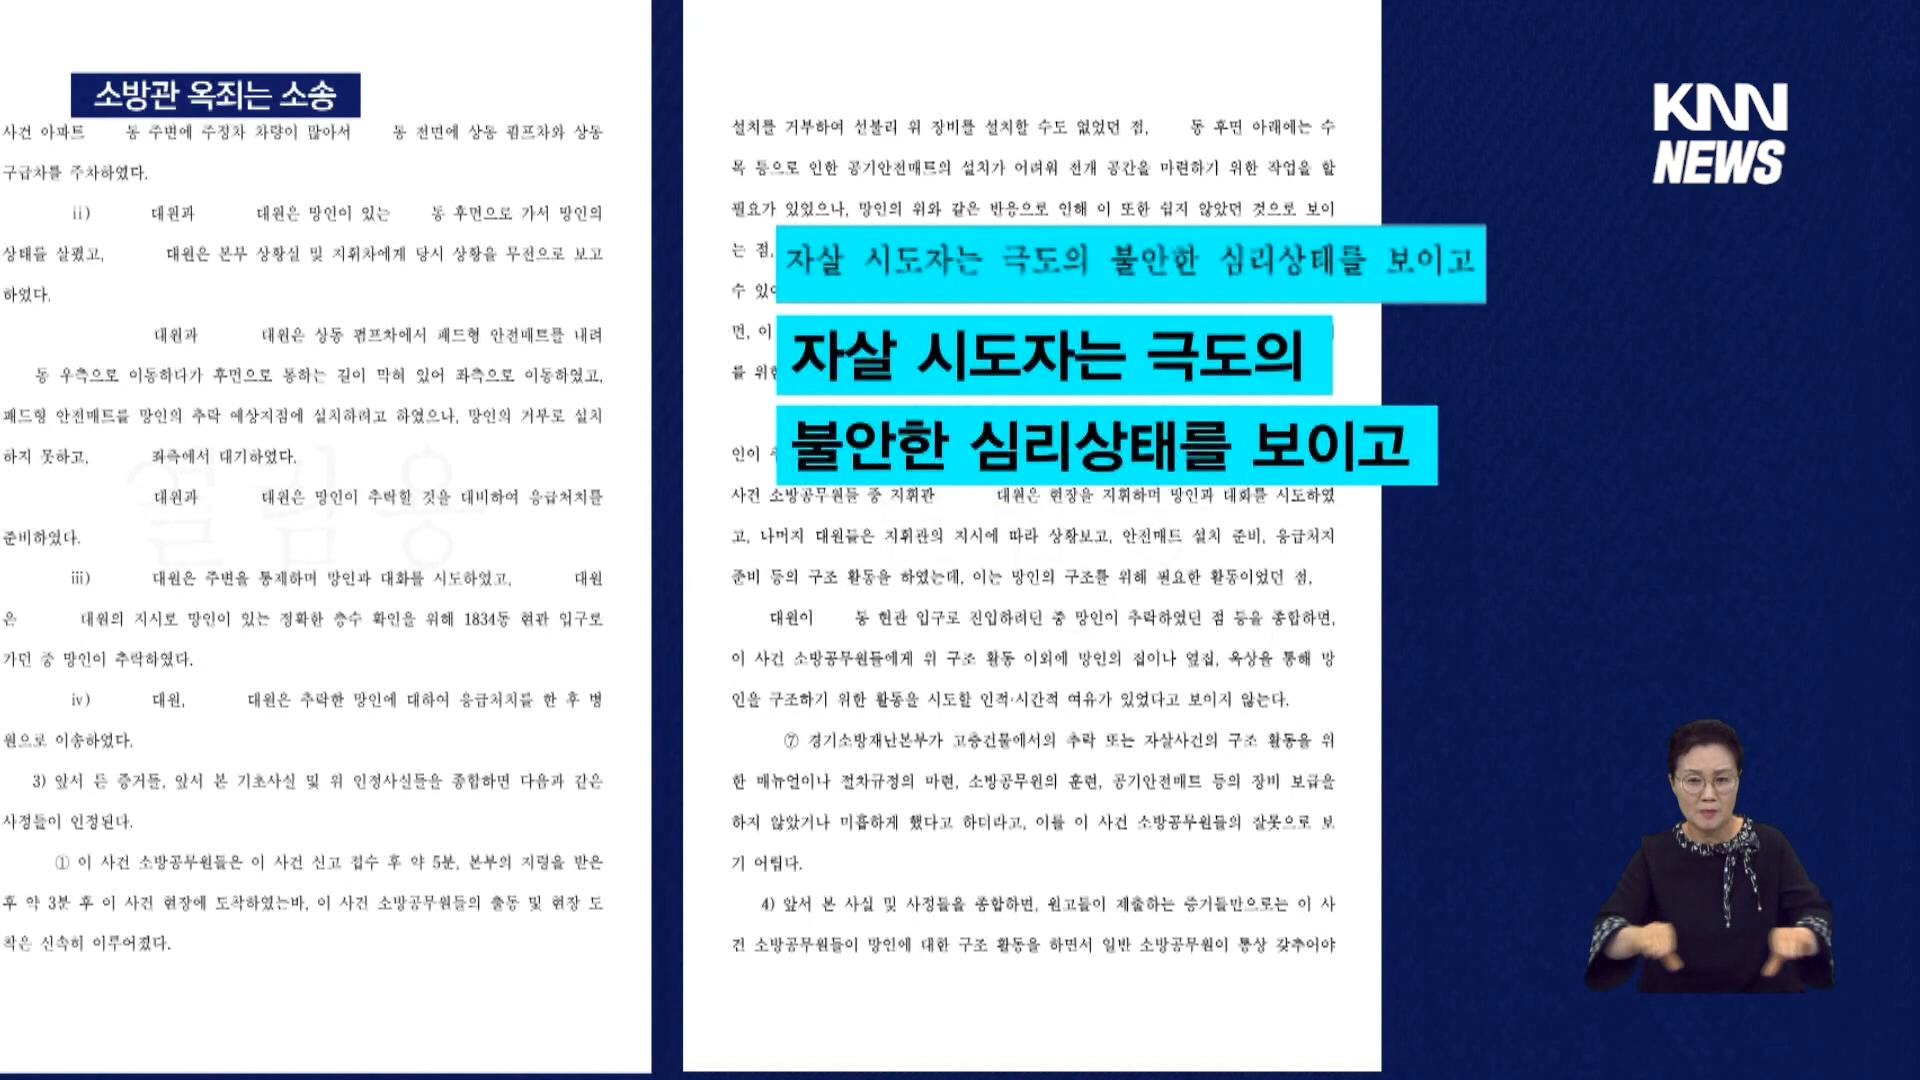 소방관 옥죄는 소송
KNN
NEWS
사건 아파트 동 주변에 주정차 차량이 많아서 동 전면에 상동 펌프차와 상동
구급차를 주차하였다.
ii) 대원과 대원은 망인이 있는 동 후면으로 가서 망인의
상태를 살폈고, 대원은 본부 상황실 및 지휘차에게 당시 상황을 무전으로 보고
하였다.
대원과 대원은 상동 펌프차에서 패드형 안전매트를 내려
동 우측으로 이동하다가 후면으로 통하는 길이 막혀 있어 좌측으로 이동하였고,
패드형 안전매트를 망인의 추락 예상지점에 설치하려고 하였으나, 망인의 거부로 설치
하지 못하고, 좌측에서 대기하였다.
대원과 대원은 망인이 추락할 것을 대비하여 응급처치를
준비하였다.
iii) 대원은 주변을 통제하며 망인과 대화를 시도하였고, 대원
은 대원의 지시로 망인이 있는 정확한 층수 확인을 위해 1834동 현관 입구로
가던 중 망인이 추락하였다.
iv) 대원, 대원은 추락한 망인에 대하여 응급처치를 한 후 병
원으로 이송하였다.
3) 앞서 든 증거들, 앞서 본 기초사실 및 위 인정사실들을 종합하면 다음과 같은
사정들이 인정된다.
① 이 사건 소방공무원들은 이 사건 신고 접수 후 약 5분, 본부의 지령을 받은
후 약 3분 후 이 사건 현장에 도착하였는바, 이 사건 소방공무원들의 출동 및 현장 도
착은 신속히 이루어졌다.
설치를 거부하여 섣불리 위 장비를 설치할 수도 없었던 점, 동 후면 아래에는 수
목 등으로 인한 공기안전매트의 설치가 어려워 전개 공간을 마련하기 위한 작업을 할
필요가 있었으나, 망인의 위와 같은 반응으로 인해 이 또한 쉽지 않았던 것으로 보이
는 점,
자살 시도자는 극도의 불안한 심리상태를 보이고
수 있
면, 이
를 위한
자살 시도자는 극도의
불안한 심리상태를 보이고
인이
사건 소방공무원들 중 지휘관 대원은 현장을 지휘하며 망인과 대화를 시도하였
고, 나머지 대원들은 지휘관의 지시에 따라 상황보고, 안전매트 설치 준비, 응급처치
준비 등의 구조 활동을 하였는데, 이는 망인의 구조를 위해 필요한 활동이었던 점,
대원이 동 현관 입구로 진입하려던 중 망인이 추락하였던 점 등을 종합하면,
이 사건 소방공무원들에게 위 구조 활동 이외에 망인의 집이나 옆집, 옥상을 통해 망
인을 구조하기 위한 활동을 시도할 인적·시간적 여유가 있었다고 보이지 않는다.
⑦ 경기소방재난본부가 고층건물에서의 추락 또는 자살사건의 구조 활동을 위
한 매뉴얼이나 절차규정의 마련, 소방공무원의 훈련, 공기안전매트 등의 장비 보급을
하지 않았거나 미흡하게 했다고 하더라고, 이를 이 사건 소방공무원들의 잘못으로 보
기 어렵다.
4) 앞서 본 사실 및 사정들을 종합하면, 원고들이 제출하는 증거들만으로는 이 사
건 소방공무원들이 망인에 대한 구조 활동을 하면서 일반 소방공무원이 통상 갖추어야